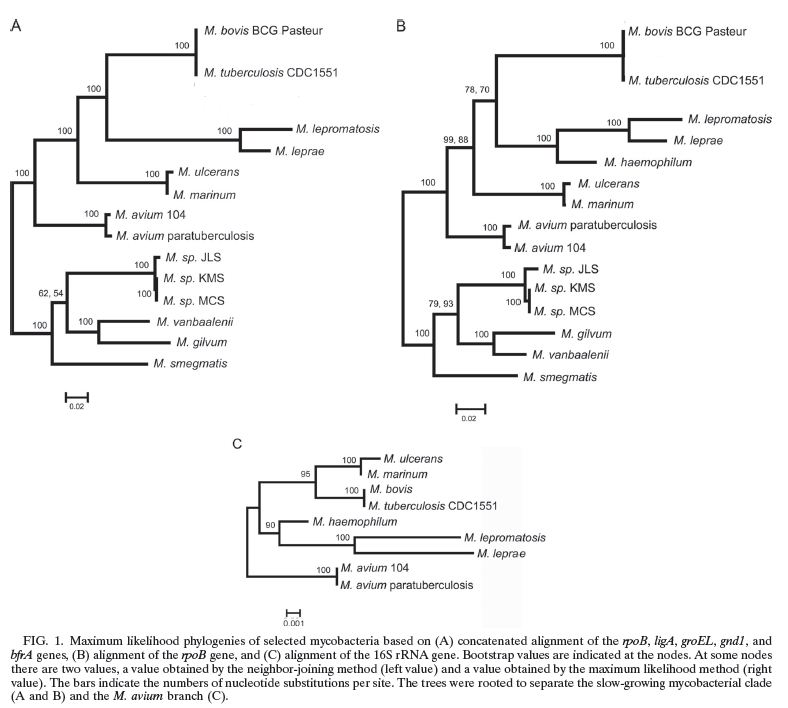 A
M. bovis BCG Pasteur
100
M. tuberculosis CDC1551
100
100
M. lepromatosis
100
M. leprae
100
M. ulcerans
100
M. marinum
M. avium 104
100
M. avium paratuberculosis
M. sp. JLS
100
M. sp. KMS
100
M. sp. MCS
62, 54
M. vanbaalenii
100
100
M. gilvum
M. smegmatis
0.02
B
M. bovis BCG Pasteur
100
M. tuberculosis CDC1551
78, 70
M. lepromatosis
100
100
M. leprae
99, 88
M. haemophilum
M. ulcerans
100
100
M. marinum
M. avium paratuberculosis
100
M. avium 104
M. sp. JLS
100
M. sp. KMS
100
M. sp. MCS
79, 93
M. gilvum
100
100
M. vanbaalenii
M. smegmatis
0.02
C
M. ulcerans
100
M. marinum
95
M. bovis
100
M. tuberculosis CDC1551
M. haemophilum
90
M. lepromatosis
100
M. leprae
M. avium 104
100
M. avium paratuberculosis
0.001
FIG. 1. Maximum likelihood phylogenies of selected mycobacteria based on (A) concatenated alignment of the rpoB, ligA, groEL, gnd1, and
bfrA genes, (B) alignment of the rpoB gene, and (C) alignment of the 16S rRNA gene. Bootstrap values are indicated at the nodes. At some nodes
there are two values, a value obtained by the neighbor-joining method (left value) and a value obtained by the maximum likelihood method (right
value). The bars indicate the numbers of nucleotide substitutions per site. The trees were rooted to separate the slow-growing mycobacterial clade
(A and B) and the M. avium branch (C).